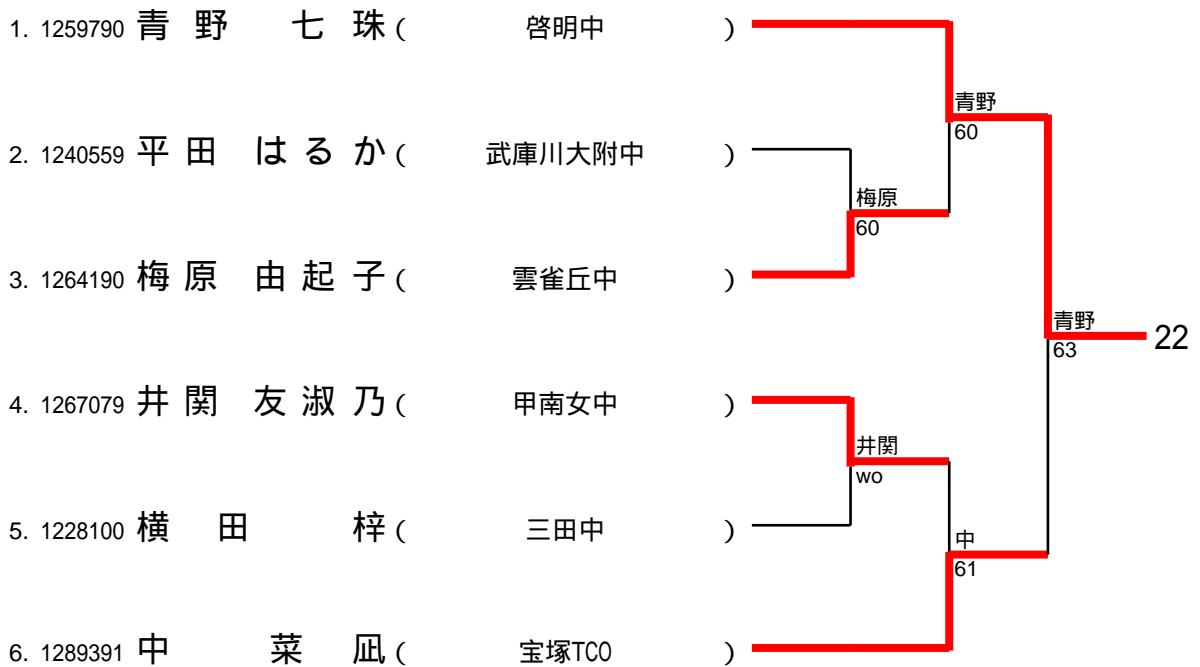 1. 1259790 青野 七珠 ( 啓明中 )
青野
60
2. 1240559 平田 はるか ( 武庫川大附中 )
梅原
60
3. 1264190 梅原 由起子 ( 雲雀丘中 )
青野
63
22
4. 1267079 井関 友淑乃 ( 甲南女中 )
井関
wo
5. 1228100 横田 梓 ( 三田中 )
中
61
6. 1289391 中 菜凪 ( 宝塚TCO )